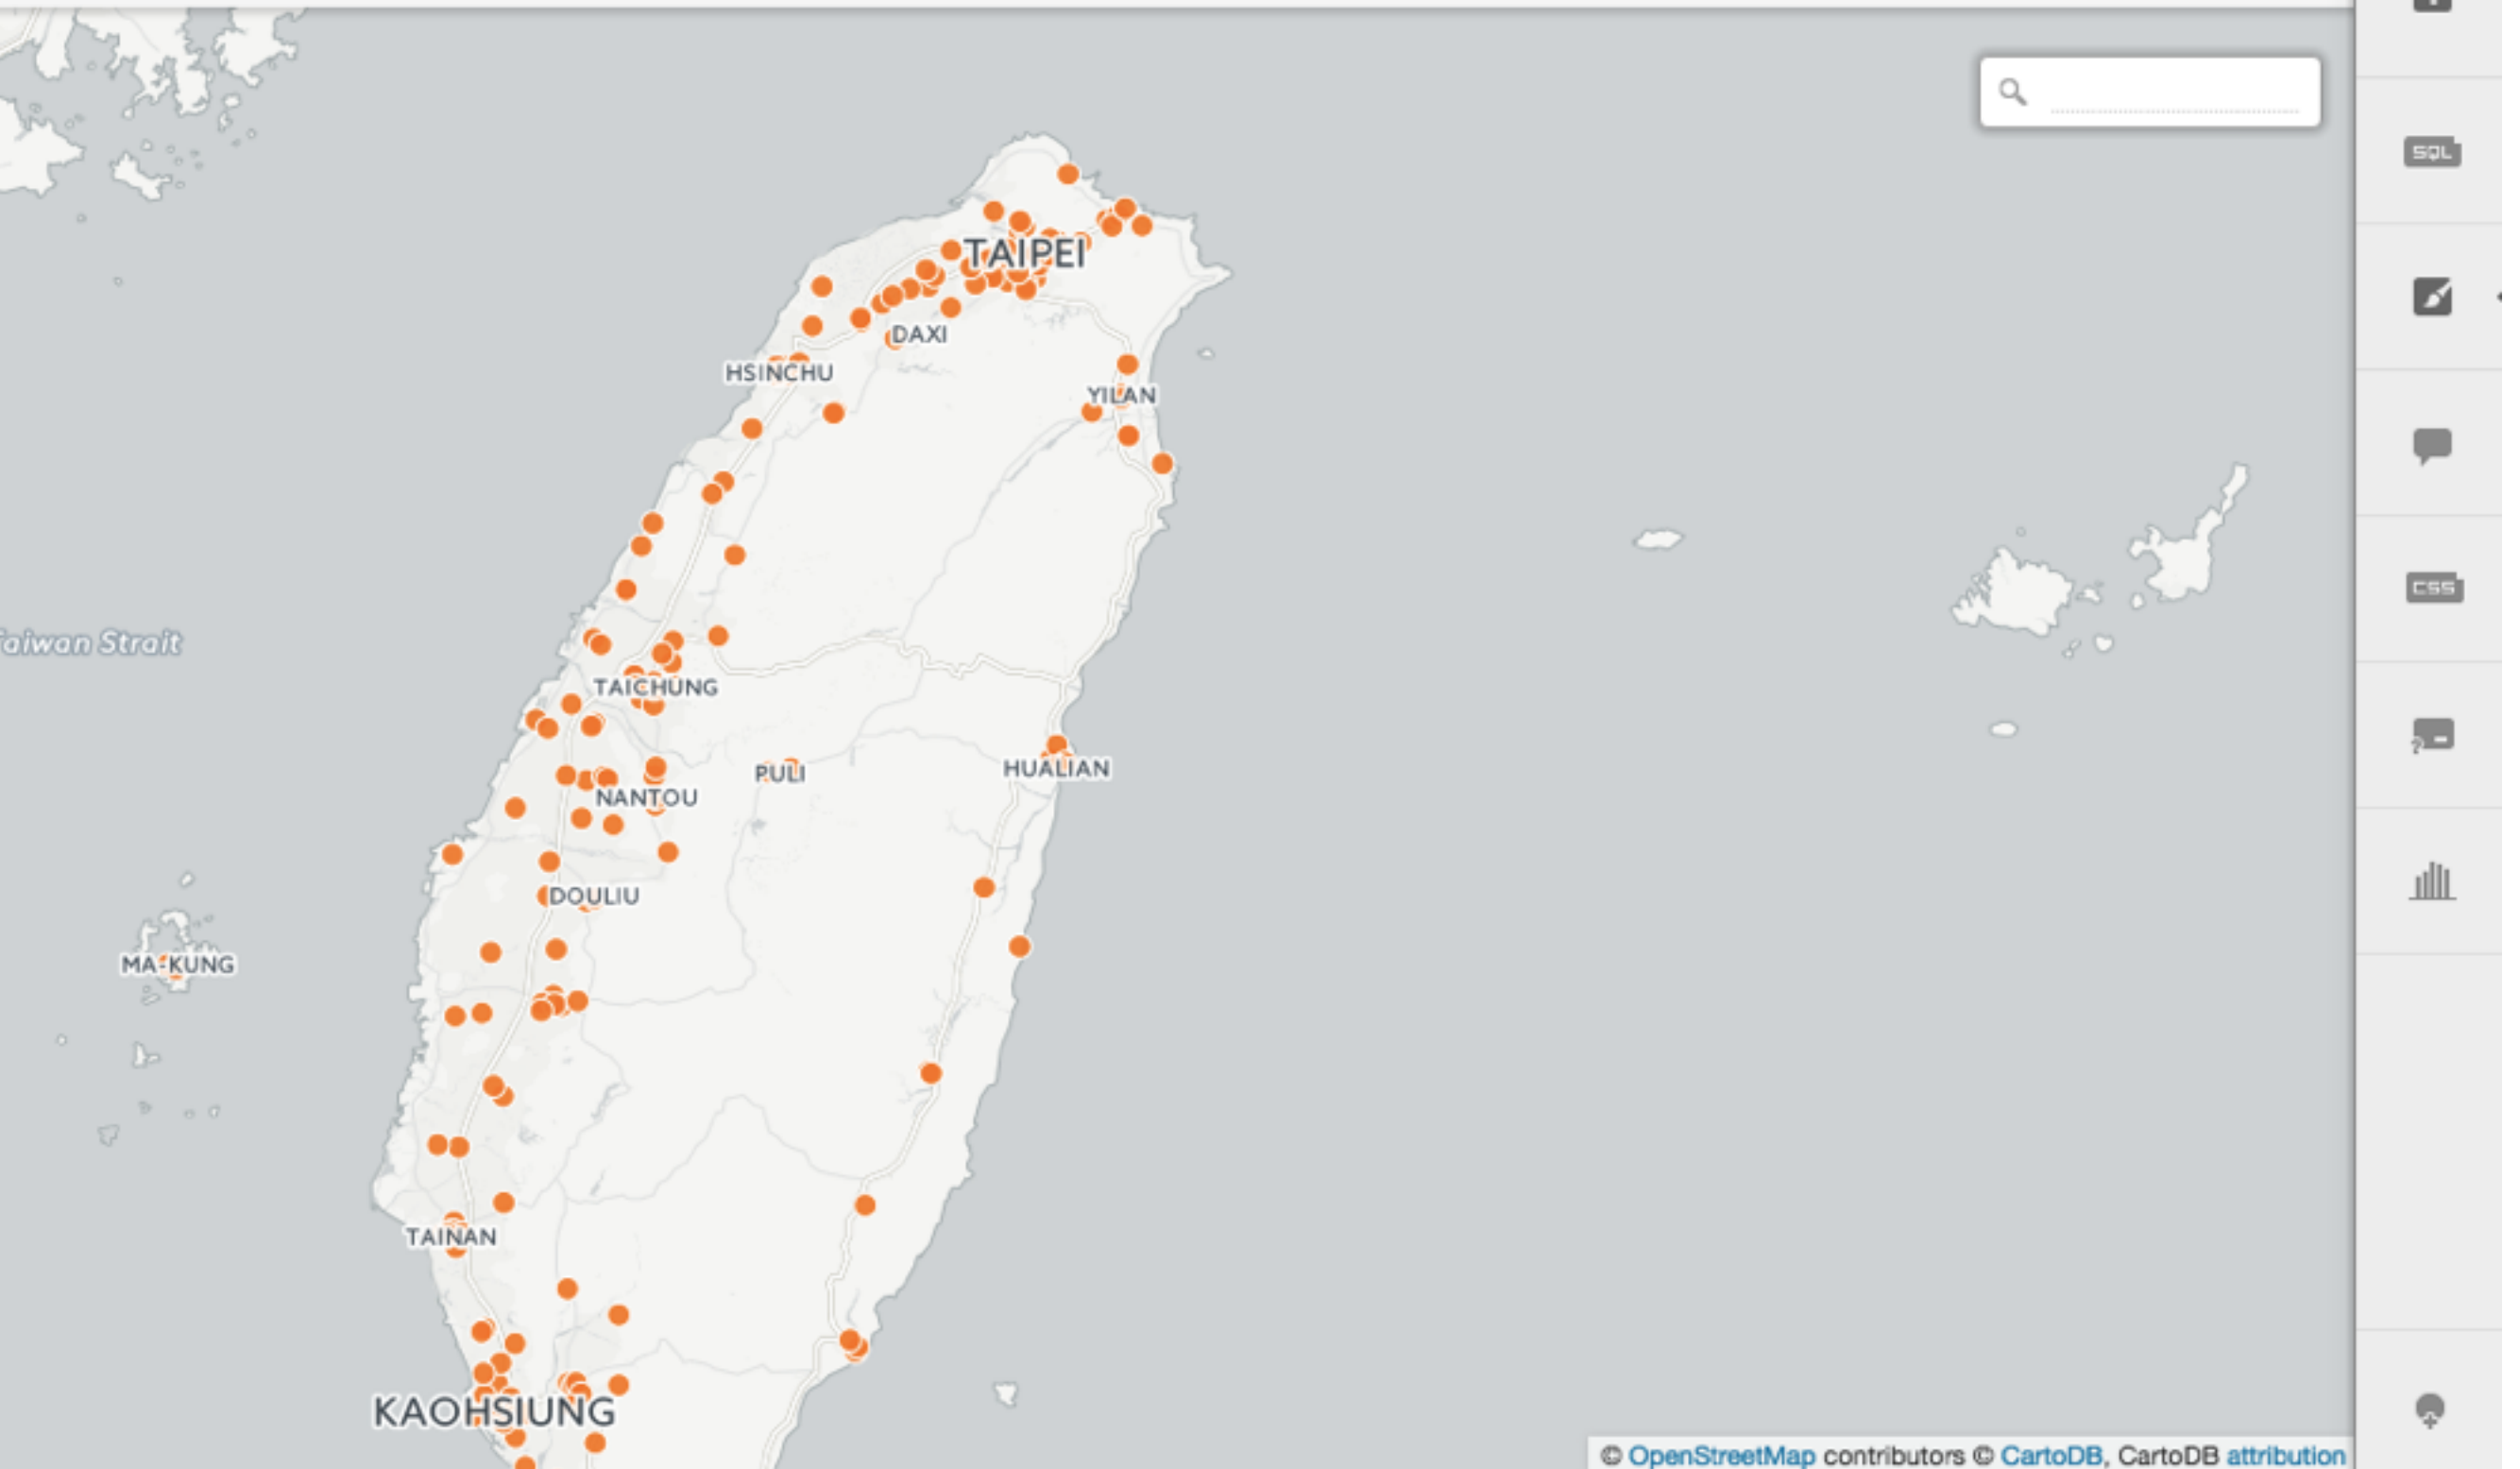 SQL
TAIPEI
DAXI
HSINCHU
YILAN
CSS
aiwan Strait
TAICHUNG
?
HUALIAN
PULI
NANTOU
DOULIU
MA-KUNG
TAINAN
KAOHSIUNG
© OpenStreetMap contributors © CartoDB, CartoDB attribution